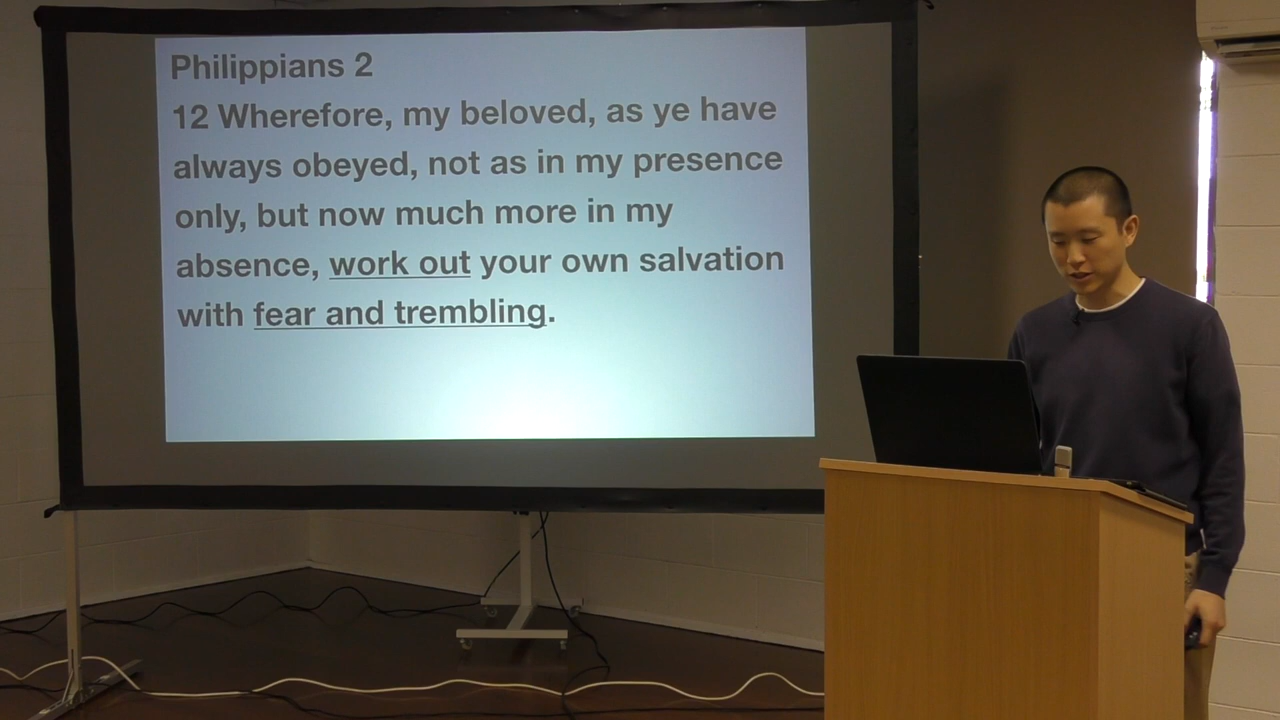 Philippians 2
12 Wherefore, my beloved, as ye have
always obeyed, not as in my presence
only, but now much more in my
absence, work out your own salvation
with fear and trembling.